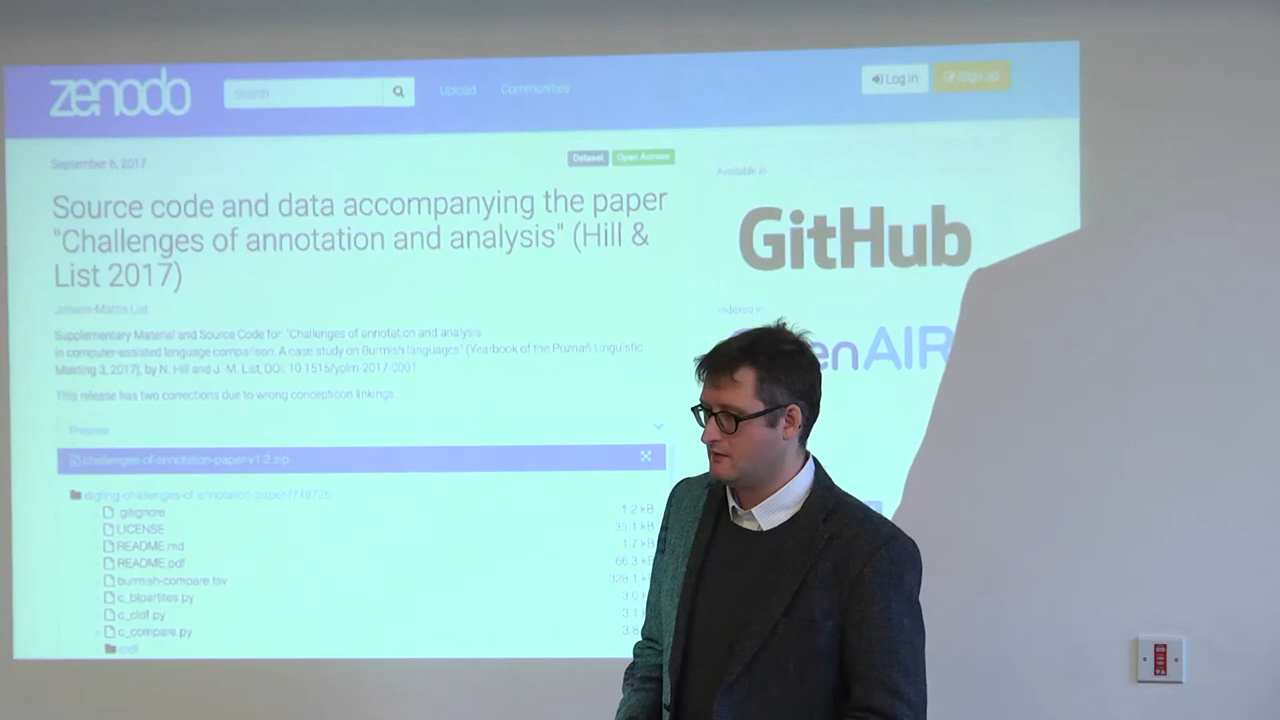 zenodo
Search
Upload
Communities
Log in
Sign up
September 6, 2017
Dataset
Open Access
Source code and data accompanying the paper
"Challenges of annotation and analysis" (Hill &
List 2017)
Johann-Mattis List
Supplementary Material and Source Code for: "Challenges of annotation and analysis
in computer-assisted language comparison: A case study on Burmish languages" (Yearbook of the Poznań Linguistic
Meeting 3, 2017), by N. Hill and J.-M. List, DOI: 10.1515/yplm-2017-0001.
This release has two corrections due to wrong concepticon linkings.
Preview
challenges-of-annotation-paper-v1.2.zip
.gitignore 1.2 kB
LICENSE 35.1 kB
README.md 1.7 kB
README.pdf 66.3 kB
burmish-compare.tsv 328.1
c_bipartites.py 3.0
c_cldf.py 3.1
c_compare.py 3.8
cldf
Available in
GitHub
Indexed in
enAIR